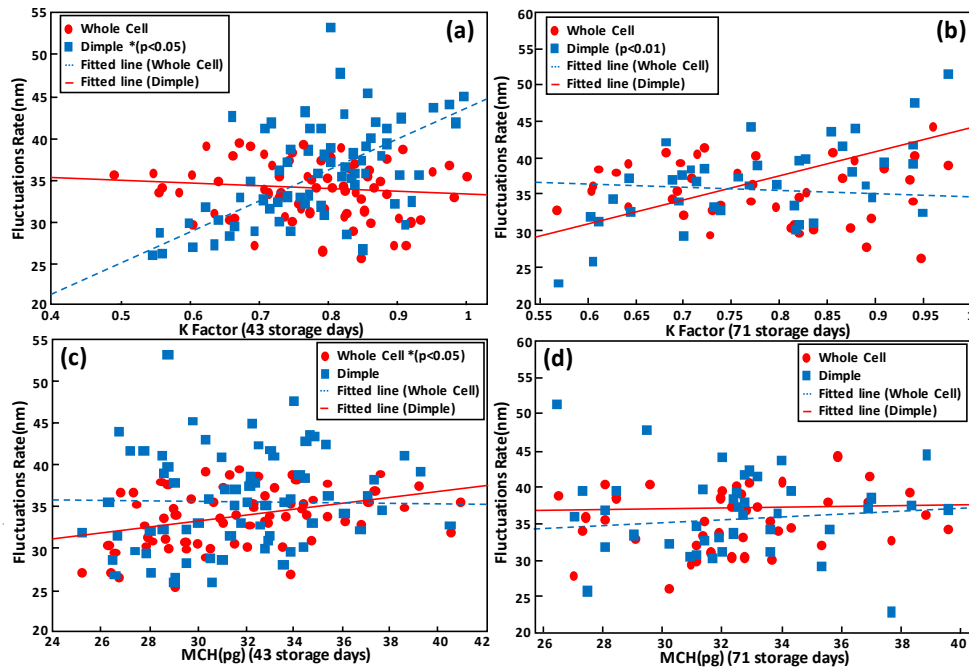 55
50
45
40
35
30
25
20
Fluctuations Rate(nm)
Whole Cell
Dimple *(p<0.05)
Fitted line (Whole Cell)
Fitted line (Dimple)
(a)
0.4 0.5 0.6 0.7 0.8 0.9 1
K Factor (43 storage days)
60
55
50
45
40
35
30
25
20
Fluctuations Rate(nm)
Whole Cell
Dimple (p<0.01)
Fitted line (Whole Cell)
Fitted line (Dimple)
(b)
0.55 0.6 0.65 0.7 0.75 0.8 0.85 0.9 0.95 1
K Factor (71 storage days)
55
50
45
40
35
30
25
20
Fluctuations Rate(nm)
(c)
Whole Cell *(p<0.05)
Dimple
Fitted line (Whole Cell)
Fitted line (Dimple)
24 26 28 30 32 34 36 38 40 42
MCH(pg) (43 storage days)
60
55
50
45
40
35
30
25
20
Fluctuations Rate(nm)
Whole Cell
Dimple
Fitted line (Whole Cell)
Fitted line (Dimple)
(d)
26 28 30 32 34 36 38 40
MCH(pg) (71 storage days)